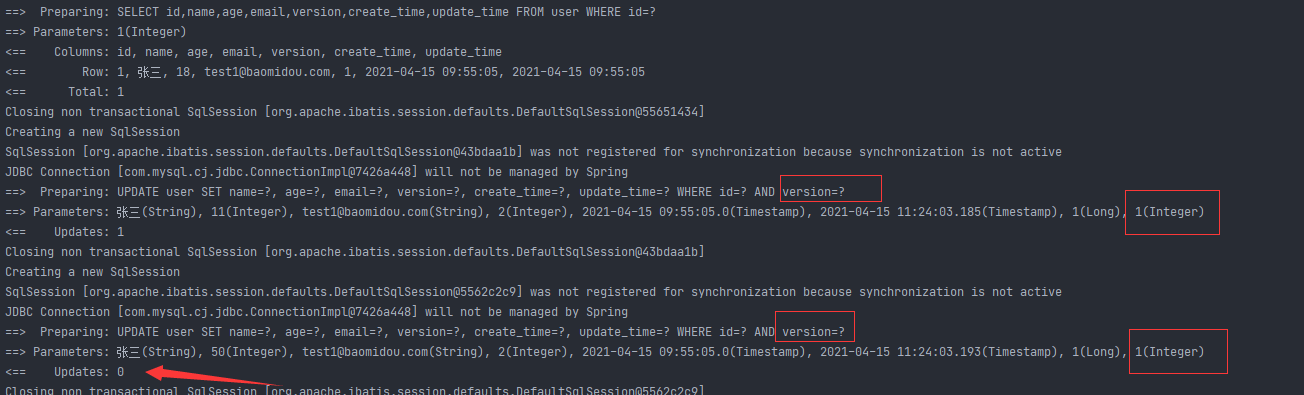 ==>  Preparing: SELECT id,name,age,email,version,create_time,update_time FROM user WHERE id=?
==> Parameters: 1(Integer)
<==    Columns: id, name, age, email, version, create_time, update_time
<==        Row: 1, 张三, 18, test1@baomidou.com, 1, 2021-04-15 09:55:05, 2021-04-15 09:55:05
<==      Total: 1
Closing non transactional SqlSession [org.apache.ibatis.session.defaults.DefaultSqlSession@55651434]
Creating a new SqlSession
SqlSession [org.apache.ibatis.session.defaults.DefaultSqlSession@43bdaa1b] was not registered for synchronization because synchronization is not active
JDBC Connection [com.mysql.cj.jdbc.ConnectionImpl@7426a448] will not be managed by Spring
==>  Preparing: UPDATE user SET name=?, age=?, email=?, version=?, create_time=?, update_time=? WHERE id=? AND version=?
==> Parameters: 张三(String), 11(Integer), test1@baomidou.com(String), 2(Integer), 2021-04-15 09:55:05.0(Timestamp), 2021-04-15 11:24:03.185(Timestamp), 1(Long), 1(Integer)
<==    Updates: 1
Closing non transactional SqlSession [org.apache.ibatis.session.defaults.DefaultSqlSession@43bdaa1b]
Creating a new SqlSession
SqlSession [org.apache.ibatis.session.defaults.DefaultSqlSession@5562c2c9] was not registered for synchronization because synchronization is not active
JDBC Connection [com.mysql.cj.jdbc.ConnectionImpl@7426a448] will not be managed by Spring
==>  Preparing: UPDATE user SET name=?, age=?, email=?, version=?, create_time=?, update_time=? WHERE id=? AND version=?
==> Parameters: 张三(String), 50(Integer), test1@baomidou.com(String), 2(Integer), 2021-04-15 09:55:05.0(Timestamp), 2021-04-15 11:24:03.193(Timestamp), 1(Long), 1(Integer)
<==    Updates: 0
Closing non transactional SqlSession [org.apache.ibatis.session.defaults.DefaultSqlSession@5562c2c9]